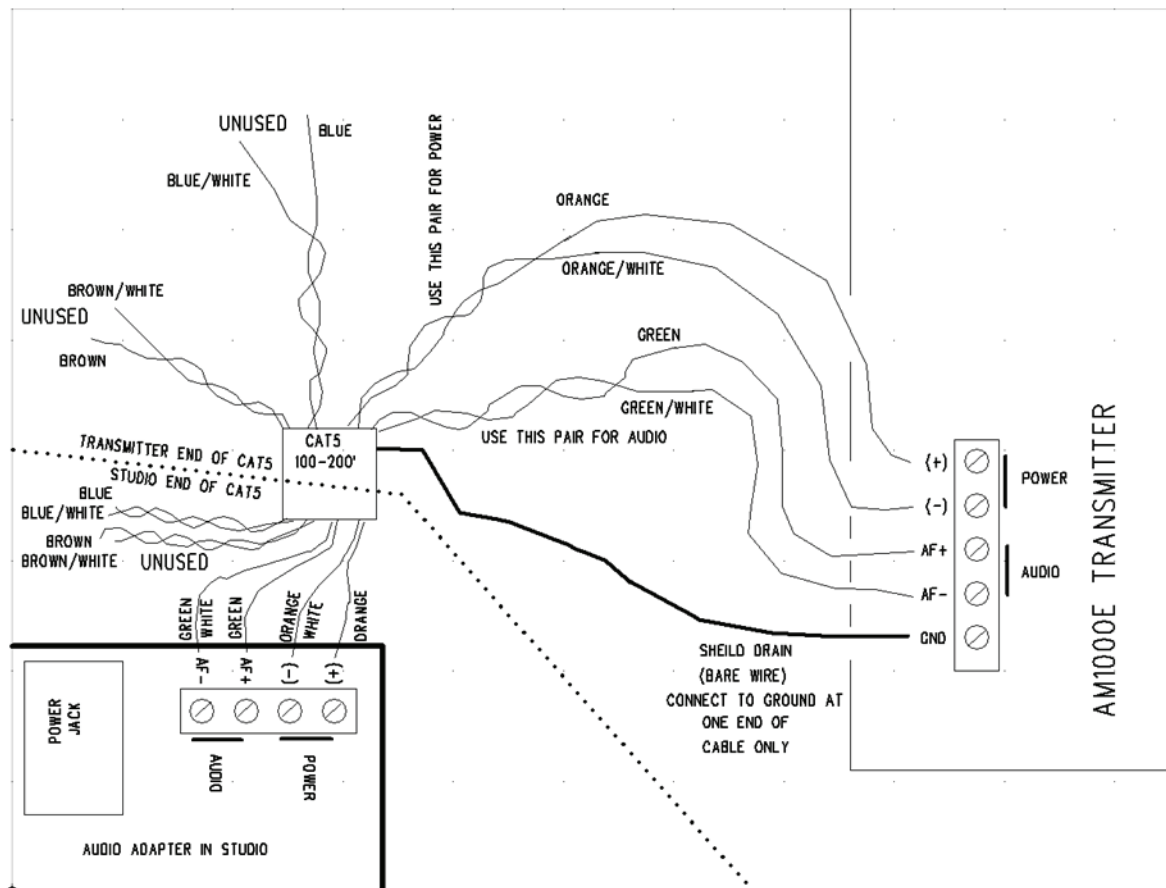 UNUSED
BLUE
BLUE/WHITE
USE THIS PAIR FOR POWER
ORANGE
ORANGE/WHITE
BROWN/WHITE
UNUSED
BROWN
GREEN
GREEN/WHITE
USE THIS PAIR FOR AUDIO
CAT5
100-200'
TRANSMITTER END OF CAT5
STUDIO END OF CAT5
BLUE
BLUE/WHITE
BROWN
BROWN/WHITE
UNUSED
GREEN
WHITE
GREEN
ORANGE
WHITE
ORANGE
AF-
AF+
(-)
(+)
POWER
JACK
AUDIO
POWER
AUDIO ADAPTER IN STUDIO
(+)
(-)
POWER
AF+
AF-
AUDIO
GND
SHEILD DRAIN
(BARE WIRE)
CONNECT TO GROUND AT
ONE END OF
CABLE ONLY
AM1000E TRANSMITTER